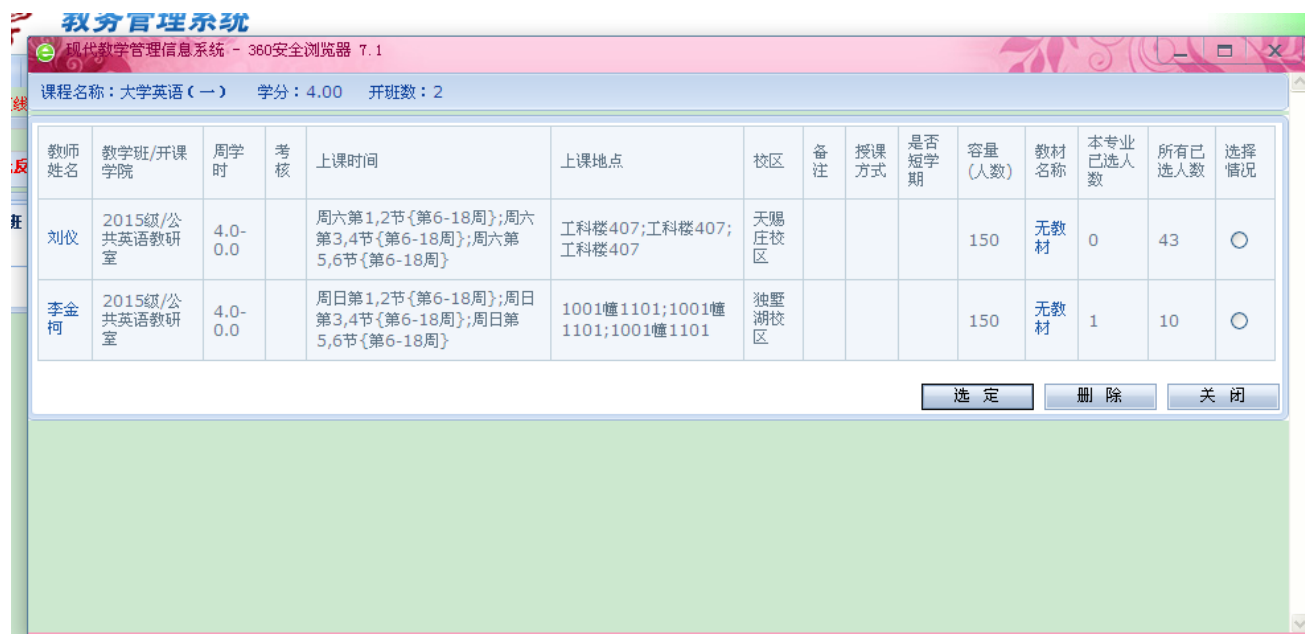 教务管理系统
现代教学管理信息系统 - 360安全浏览器 7.1
课程名称：大学英语(一) 学分：4.00 开班数：2
教师姓名 教学班/开课学院 周学时 考核 上课时间 上课地点 校区 备注 授课方式 是否短学期 容量(人数) 教材名称 本专业已选人数 所有已选人数 选择情况
刘仪 2015级/公共英语教研室 4.0-0.0 周六第1,2节{第6-18周};周六第3,4节{第6-18周};周六第5,6节{第6-18周} 工科楼407;工科楼407;工科楼407 天赐庄校区 150 无教材 0 43
李金柯 2015级/公共英语教研室 4.0-0.0 周日第1,2节{第6-18周};周日第3,4节{第6-18周};周日第5,6节{第6-18周} 1001幢1101;1001幢1101;1001幢1101 独墅湖校区 150 无教材 1 10
选 定 删 除 关 闭